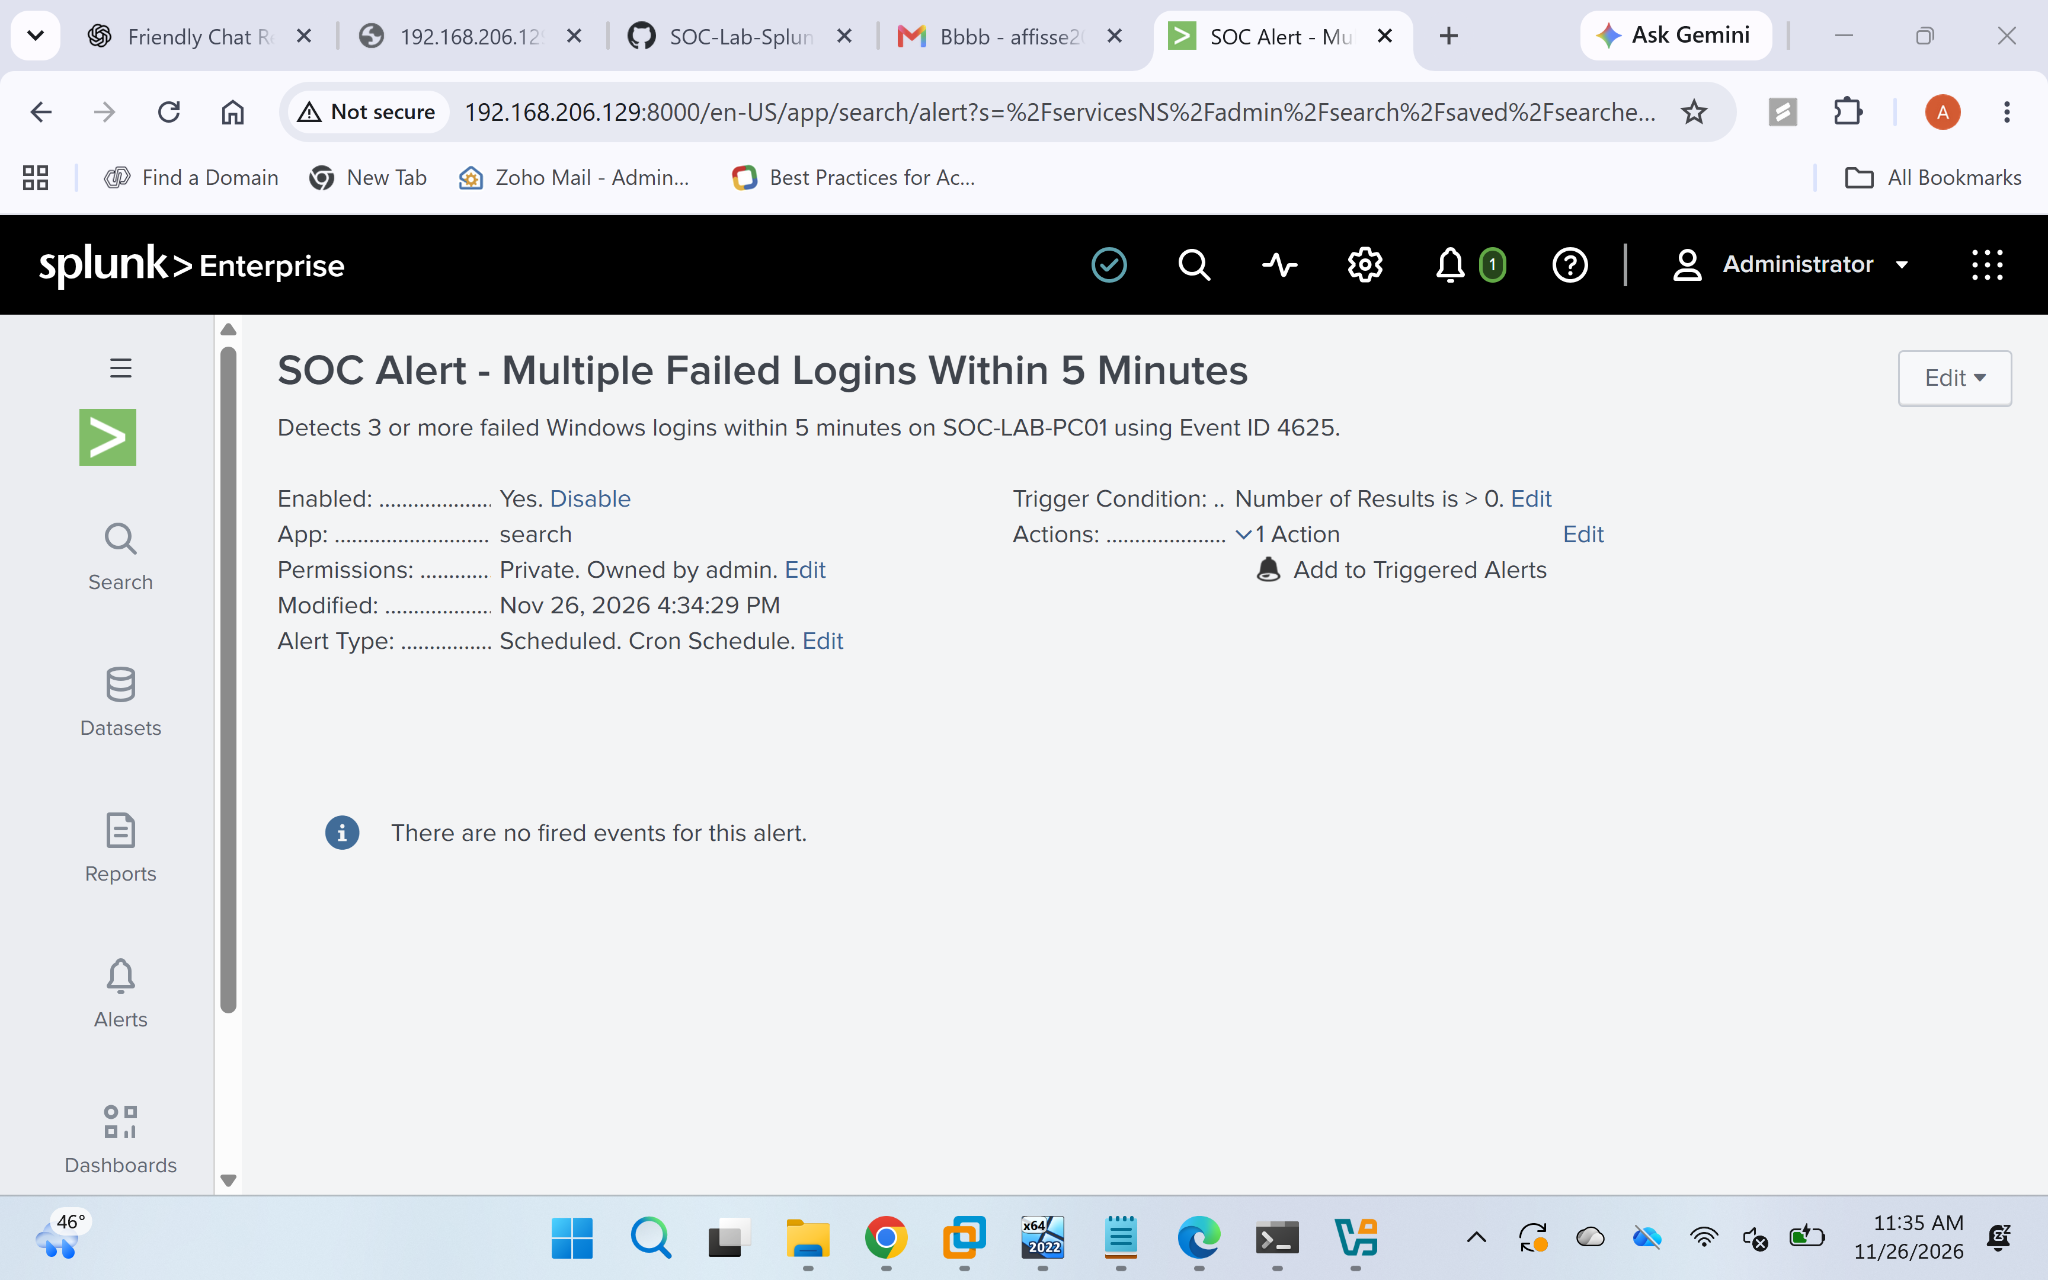 Friendly Chat Re
192.168.206.129
SOC-Lab-Splun
Bbbb - affisse20
SOC Alert - Mu
Ask Gemini
Not secure
192.168.206.129:8000/en-US/app/search/alert?s=%2FservicesNS%2Fadmin%2Fsearch%2Fsaved%2Fsearche...
A
Find a Domain
New Tab
Zoho Mail - Admin...
Best Practices for Ac...
All Bookmarks
splunk>Enterprise
1
Administrator
SOC Alert - Multiple Failed Logins Within 5 Minutes
Edit
Detects 3 or more failed Windows logins within 5 minutes on SOC-LAB-PC01 using Event ID 4625.
Enabled: .................... Yes. Disable
App: ........................... search
Permissions: ............. Private. Owned by admin. Edit
Modified: ................... Nov 26, 2026 4:34:29 PM
Alert Type: ................ Scheduled. Cron Schedule. Edit
Trigger Condition: .. Number of Results is > 0. Edit
Actions: ..................... 1 Action Edit
Add to Triggered Alerts
There are no fired events for this alert.
Search
Datasets
Reports
Alerts
Dashboards
46°
x64
2022
11:35 AM
11/26/2026